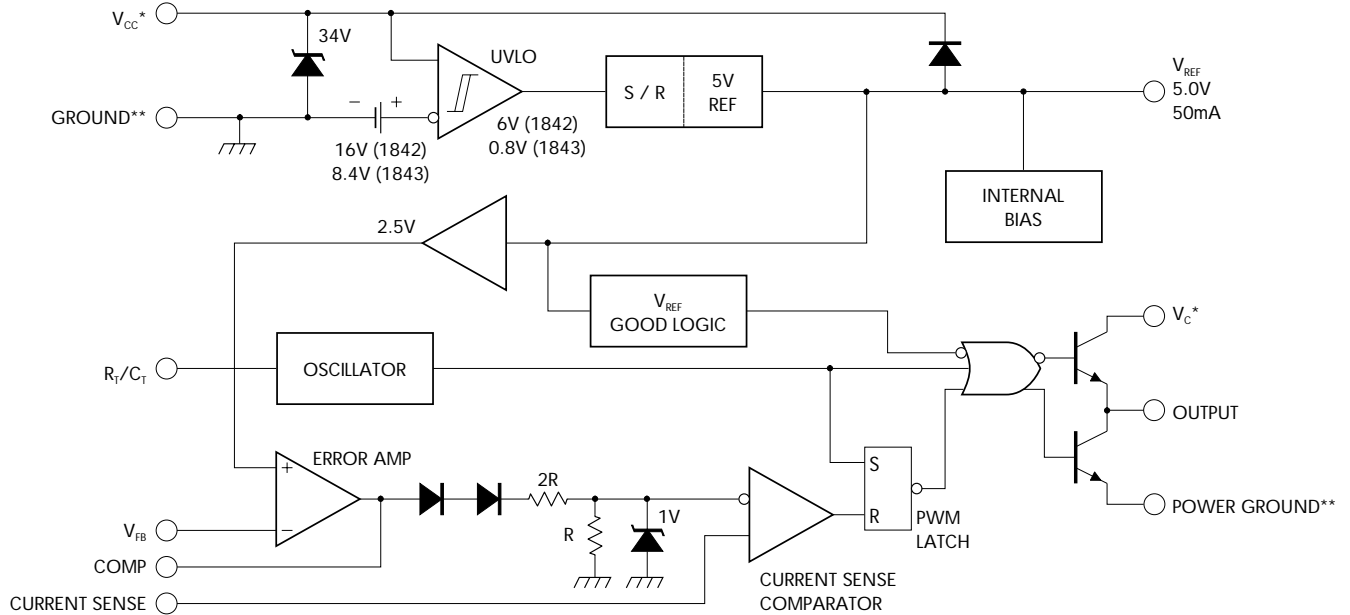 VCC*
34V
UVLO
S / R
5V
REF
VREF
5.0V
50mA
GROUND**
−
+
16V (1842)
8.4V (1843)
6V (1842)
0.8V (1843)
INTERNAL
BIAS
2.5V
VREF
GOOD LOGIC
VC*
RT/CT
OSCILLATOR
OUTPUT
ERROR AMP
+
−
2R
R
1V
S
R
PWM
LATCH
POWER GROUND**
VFB
COMP
CURRENT SENSE
CURRENT SENSE
COMPARATOR